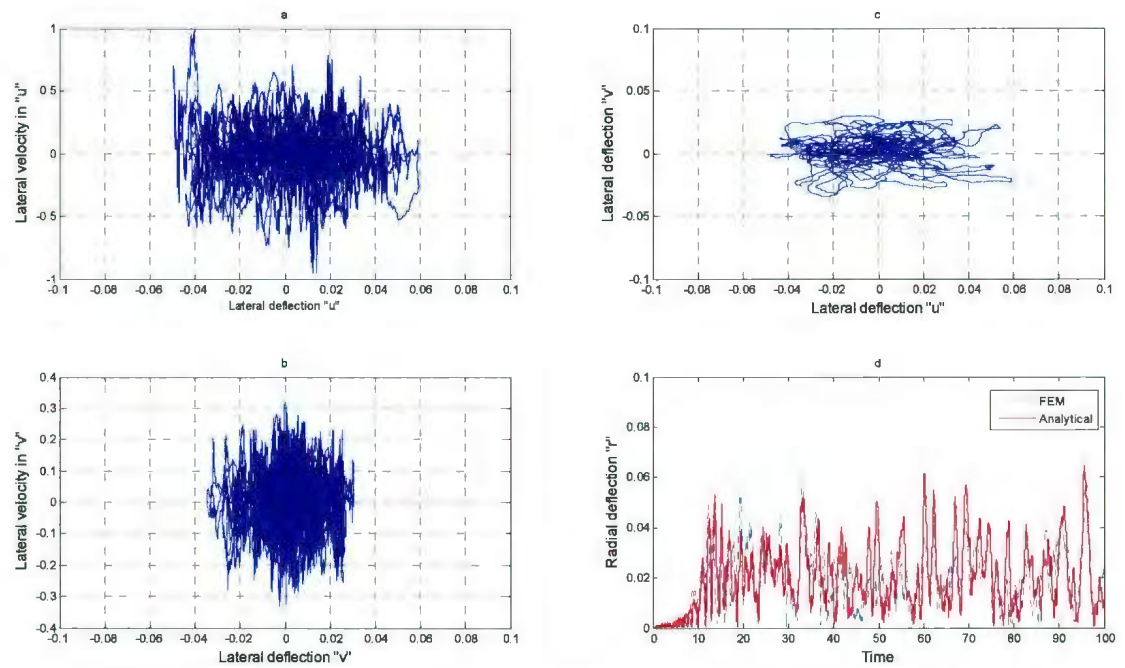 a
1
0.5
0
-0.5
-1
-0.1 -0.08 -0.06 -0.04 -0.02 0 0.02 0.04 0.06 0.08 0.1
Lateral velocity in "u"
Lateral deflection "u"
c
0.1
0.05
0
-0.05
-0.1
-0.1 -0.08 -0.06 -0.04 -0.02 0 0.02 0.04 0.06 0.08 0.1
Lateral deflection "v"
Lateral deflection "u"
b
0.4
0.3
0.2
0.1
0
-0.1
-0.2
-0.3
-0.4
-0.1 -0.08 -0.06 -0.04 -0.02 0 0.02 0.04 0.06 0.08 0.1
Lateral velocity in "v"
Lateral deflection "v"
d
0.1
0.08
0.06
0.04
0.02
0
0 10 20 30 40 50 60 70 80 90 100
Radial deflection "r"
Time
FEM
Analytical